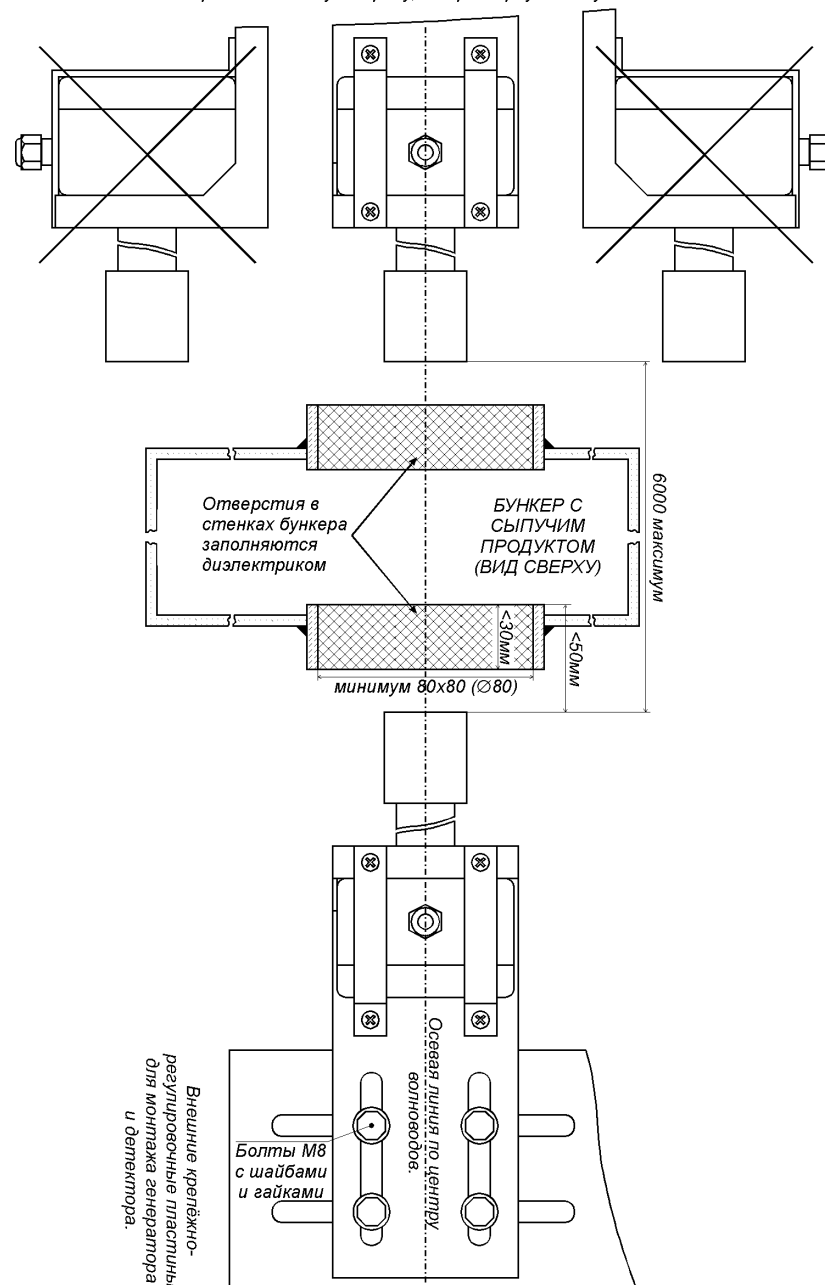 Отверстия в
стенках бункера
заполняются
диэлектриком
БУНКЕР С
СЫПУЧИМ
ПРОДУКТОМ
(ВИД СВЕРХУ)
6000 максимум
<30мм
<50мм
минимум 80х80 (∅80)
Осевая линия по центру
волноводов.
Болты М8
с шайбами
и гайками
Внешние крепёжно-
регулировочные пластины
для монтажа генератора
и детектора.